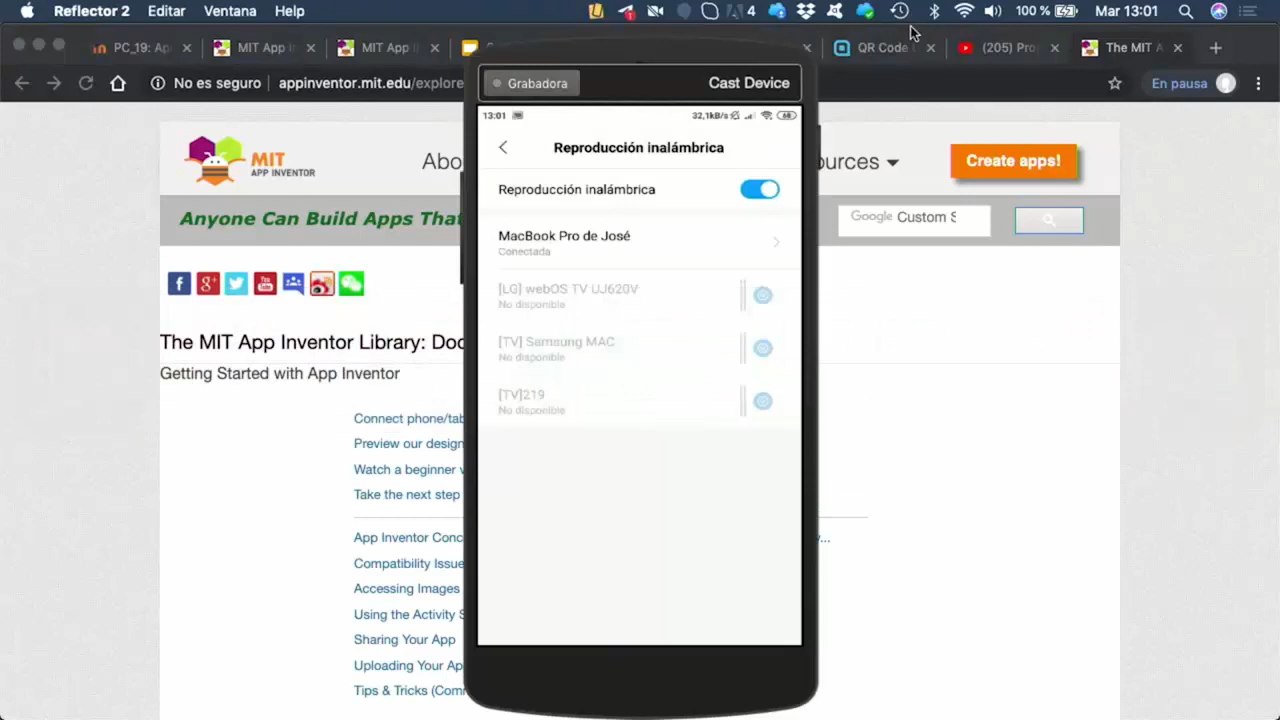 Reflector 2 Editar Ventana Help 4 100 % Mar 13:01
PC_19: Ap MIT App In MIT App I QR Code (205) Pro The MIT A
No es seguro appinventor.mit.edu/explore En pausa
Grabadora Cast Device
13:01 32,1kB/s 68
Reproducción inalámbrica
Reproducción inalámbrica
MacBook Pro de José
Conectada
[LG] webOS TV UJ620V
No disponible
[TV] Samsung MAC
No disponible
[TV]219
No disponible
MIT
APP INVENTOR
Abo
ources
Create apps!
Anyone Can Build Apps That
Google Custom S
The MIT App Inventor Library: Doc
Getting Started with App Inventor
Connect phone/tab
Preview our design
Watch a beginner v
Take the next step
App Inventor Conc
...
Compatibility Issue
Accessing Images
Using the Activity S
Sharing Your App
Uploading Your Ap
Tips & Tricks (Com